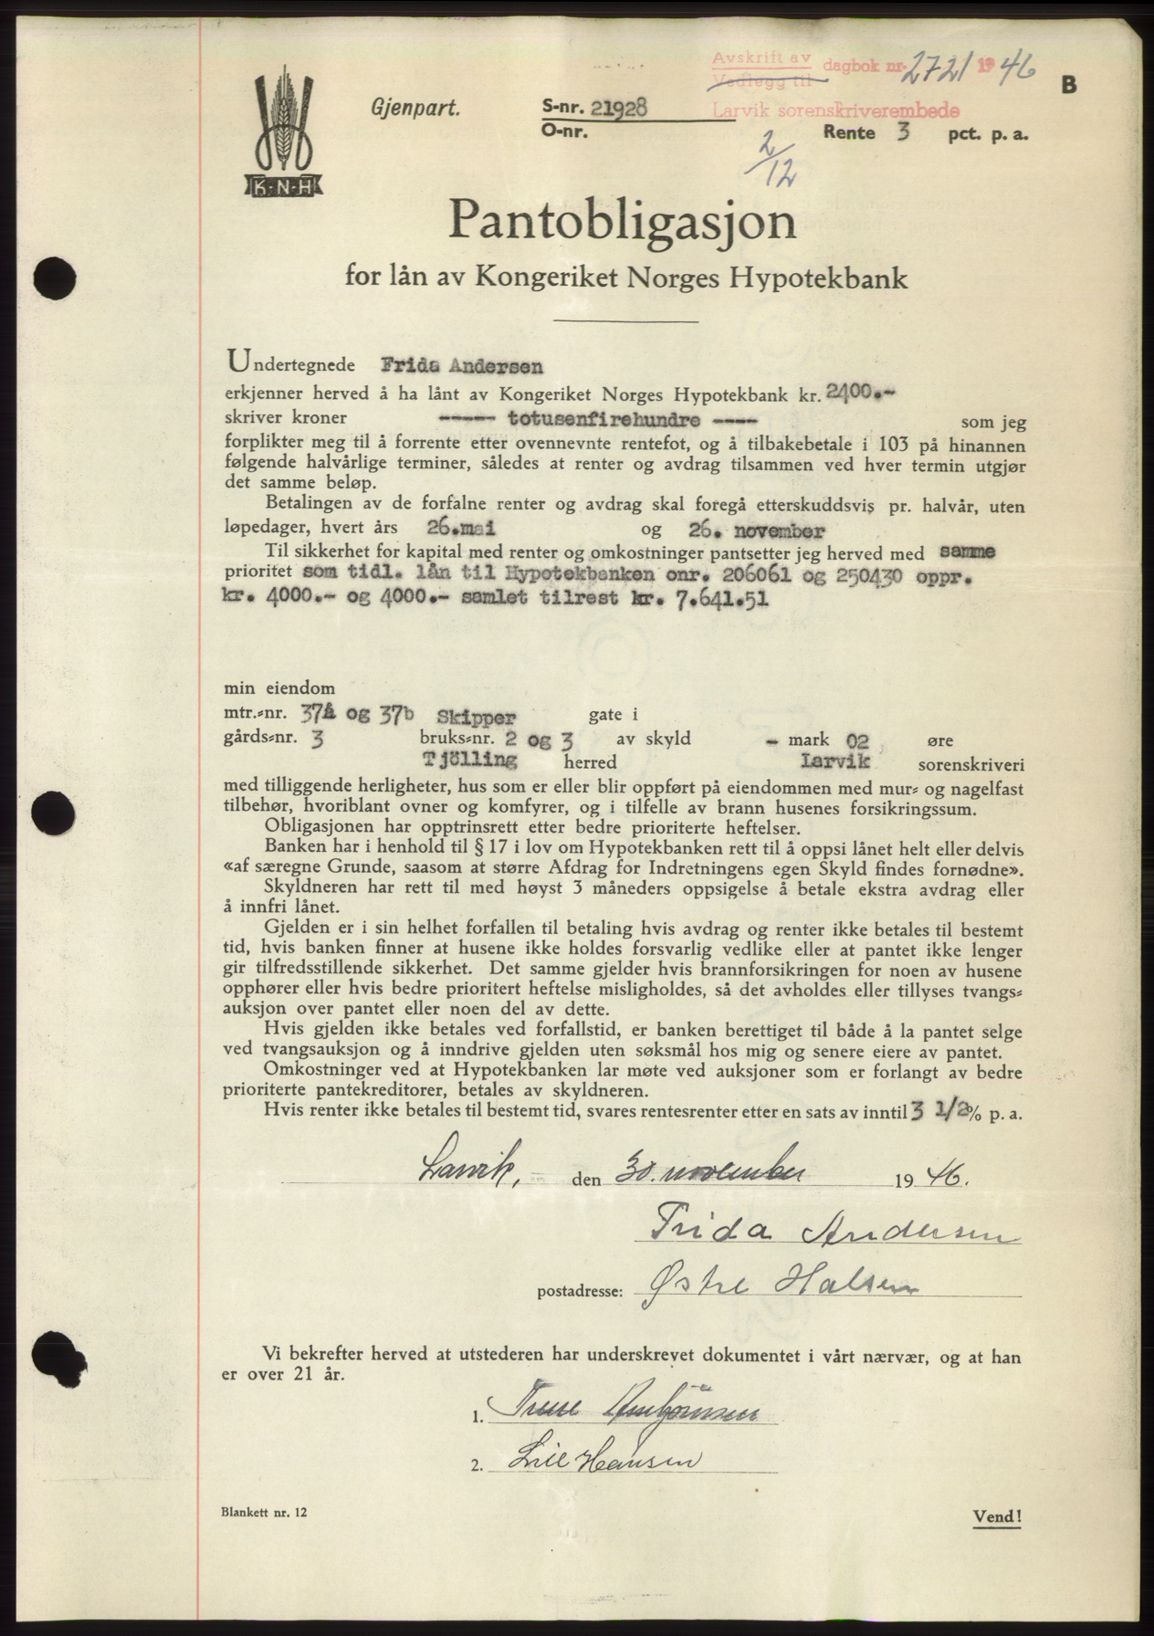 Avskrift av dagbok nr. 2721 1946
Vedlegg til
Larvik sorenskriverembede
B
Gjenpart.
S-nr. 21928
O-nr.
Rente 3 pct. p. a.
2/12
K·N·H
Pantobligasjon
for lån av Kongeriket Norges Hypotekbank
Undertegnede Frida Andersen
erkjenner herved å ha lånt av Kongeriket Norges Hypotekbank kr. 2400.-
skriver kroner ----- totusenfirehundre ---- som jeg
forplikter meg til å forrente etter ovennevnte rentefot, og å tilbakebetale i 103 på hinannen
følgende halvårlige terminer, således at renter og avdrag tilsammen ved hver termin utgjør
det samme beløp.
Betalingen av de forfalne renter og avdrag skal foregå etterskuddsvis pr. halvår, uten
løpedager, hvert års 26.mai og 26. november
Til sikkerhet for kapital med renter og omkostninger pantsetter jeg herved med samme
prioritet som tidl. lån til Hypotekbanken onr. 206061 og 250430 oppr.
kr. 4000.- og 4000.- samlet tilrest kr. 7.641.51
min eiendom
mtr.-nr. 37a og 37b Skipper gate i
gårds-nr. 3 bruks-nr. 2 og 3 av skyld - mark 02 øre
Tjölling herred Larvik sorenskriveri
med tilliggende herligheter, hus som er eller blir oppført på eiendommen med mur- og nagelfast
tilbehør, hvoriblant ovner og komfyrer, og i tilfelle av brann husenes forsikringssum.
Obligasjonen har opptrinsrett etter bedre prioriterte heftelser.
Banken har i henhold til § 17 i lov om Hypotekbanken rett til å oppsi lånet helt eller delvis
«af særegne Grunde, saasom at større Afdrag for Indretningens egen Skyld findes fornødne».
Skyldneren har rett til med høyst 3 måneders oppsigelse å betale ekstra avdrag eller
å innfri lånet.
Gjelden er i sin helhet forfallen til betaling hvis avdrag og renter ikke betales til bestemt
tid, hvis banken finner at husene ikke holdes forsvarlig vedlike eller at pantet ikke lenger
gir tilfredsstillende sikkerhet. Det samme gjelder hvis brannforsikringen for noen av husene
opphører eller hvis bedre prioritert heftelse misligholdes, så det avholdes eller tillyses tvangs-
auksjon over pantet eller noen del av dette.
Hvis gjelden ikke betales ved forfallstid, er banken berettiget til både å la pantet selge
ved tvangsauksjon og å inndrive gjelden uten søksmål hos mig og senere eiere av pantet.
Omkostninger ved at Hypotekbanken lar møte ved auksjoner som er forlangt av bedre
prioriterte pantekreditorer, betales av skyldneren.
Hvis renter ikke betales til bestemt tid, svares rentesrenter etter en sats av inntil 3 1/2% p. a.
Larvik, den 30. november 1946.
Frida Andersen
postadresse: Østre Halsen
Vi bekrefter herved at utstederen har underskrevet dokumentet i vårt nærvær, og at han
er over 21 år.
1.
2. Lill Hansen
Blankett nr. 12
Vend!